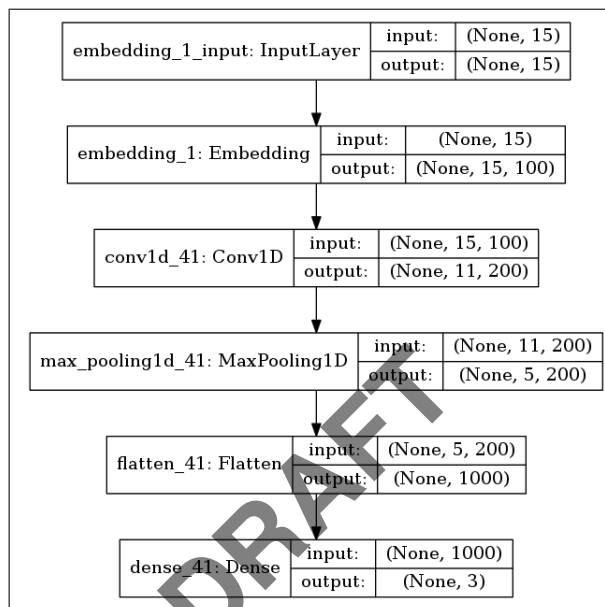 embedding_1_input: InputLayer
input: (None, 15)
output: (None, 15)
embedding_1: Embedding
input: (None, 15)
output: (None, 15, 100)
conv1d_41: Conv1D
input: (None, 15, 100)
output: (None, 11, 200)
max_pooling1d_41: MaxPooling1D
input: (None, 11, 200)
output: (None, 5, 200)
flatten_41: Flatten
input: (None, 5, 200)
output: (None, 1000)
dense_41: Dense
input: (None, 1000)
output: (None, 3)
DRAFT